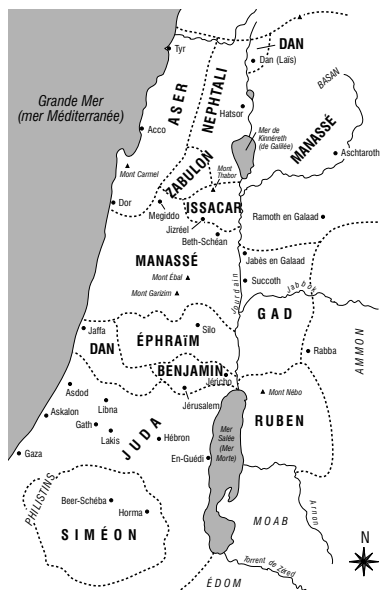 DAN
Tyr
Dan (Laïs)
BASAN
Grande Mer
(mer Méditerranée)
ASER
NEPHTALI
Hatsor
MANASSÉ
Acco
Mer de
Kinnéreth
(de Galilée)
Aschtaroth
Mont Carmel
ZABULON
Mont
Thabor
Dor
Megiddo
ISSACAR
Jizréel
Ramoth en Galaad
Beth-Schéan
MANASSÉ
Jabès en Galaad
Mont Ébal
Succoth
Mont Garizim
Jourdain
Jabbok
GAD
Jaffa
Silo
ÉPHRAÏM
DAN
Rabba
AMMON
BENJAMIN
Jéricho
Asdod
Jérusalem
Mont Nébo
Askalon
Libna
RUBEN
Gath
Lakis
JUDA
Hébron
Mer
Salée (Mer
Morte)
Gaza
En-Guédi
PHILISTINS
Beer-Schéba
Horma
Arnon
SIMÉON
MOAB
N
Torrent de Zéred
ÉDOM